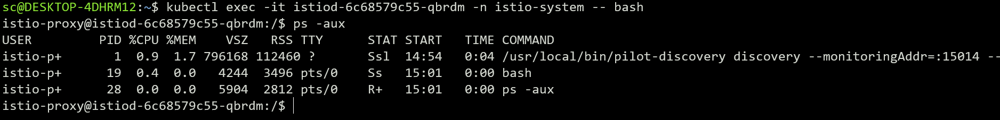 sc@DESKTOP-4DHRM12:~$ kubectl exec -it istiod-6c68579c55-qbrdm -n istio-system -- bash
istio-proxy@istiod-6c68579c55-qbrdm:/$ ps -aux
USER         PID %CPU %MEM    VSZ   RSS TTY      STAT START   TIME COMMAND
istio-p+       1  0.9  1.7 796168 112460 ?       Ssl  14:54   0:04 /usr/local/bin/pilot-discovery discovery --monitoringAddr=:15014 --
istio-p+      19  0.4  0.0   4244  3496 pts/0    Ss   15:01   0:00 bash
istio-p+      28  0.0  0.0   5904  2812 pts/0    R+   15:01   0:00 ps -aux
istio-proxy@istiod-6c68579c55-qbrdm:/$